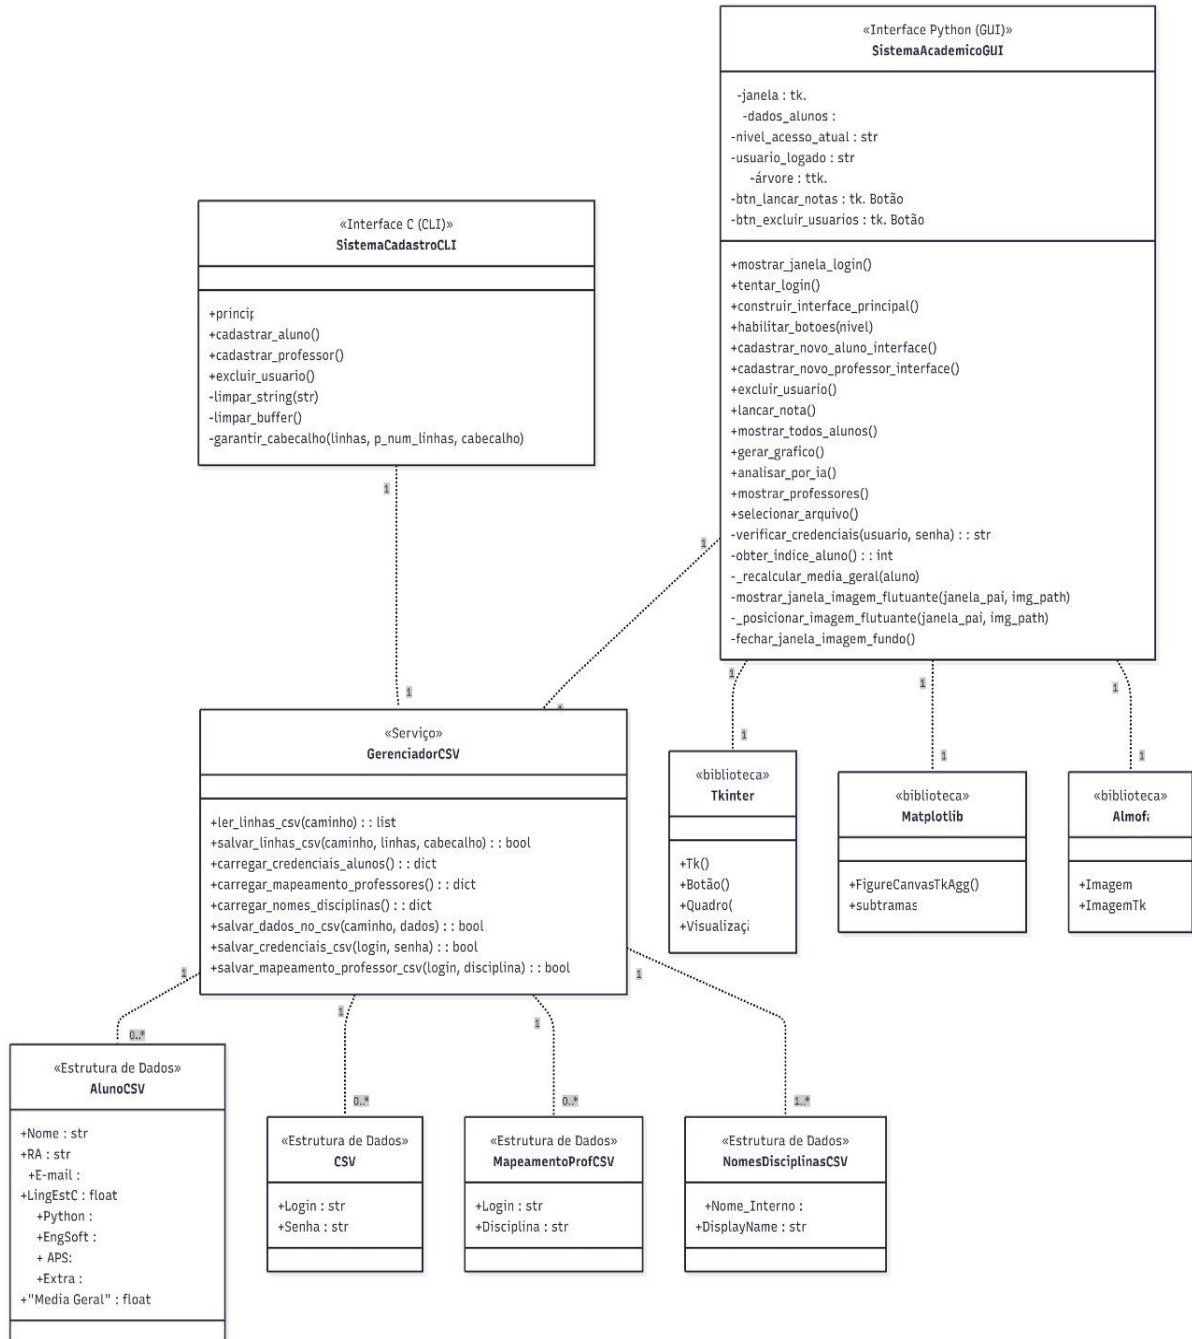 «Interface Python (GUI)»
SistemaAcademicoGUI
-janela : tk.
-dados_alunos :
-nivel_acesso_atual : str
-usuario_logado : str
-árvore : ttk.
-btn_lancar_notas : tk. Botão
-btn_excluir_usuarios : tk. Botão
+mostrar_janela_login()
+tentar_login()
+construir_interface_principal()
+habilitar_botoes(nivel)
+cadastrar_novo_aluno_interface()
+cadastrar_novo_professor_interface()
+excluir_usuario()
+lancar_nota()
+mostrar_todos_alunos()
+gerar_grafico()
+analisar_por_ia()
+mostrar_professores()
+selecionar_arquivo()
-verificar_credenciais(usuario, senha) : : str
-obter_indice_aluno() : : int
-_recalcular_media_geral(aluno)
-mostrar_janela_imagem_flutuante(janela_pai, img_path)
-_posicionar_imagem_flutuante(janela_pai, img_path)
-fechar_janela_imagem_fundo()
«Interface C (CLI)»
SistemaCadastroCLI
+cadastrar_aluno()
+cadastrar_professor()
+excluir_usuario()
-limpar_string(str)
-limpar_buffer()
-garantir_cabecalho(linhas, p_num_linhas, cabecalho)
1
1
1
1
1
1
1
1
1
«Serviço»
GerenciadorCSV
+ler_linhas_csv(caminho) : : list
+salvar_linhas_csv(caminho, linhas, cabecalho) : : bool
+carregar_credenciais_alunos() : : dict
+carregar_mapeamento_professores() : : dict
+carregar_nomes_disciplinas() : : dict
+salvar_dados_no_csv(caminho, dados) : : bool
+salvar_credenciais_csv(login, senha) : : bool
+salvar_mapeamento_professor_csv(login, disciplina) : : bool
«biblioteca»
Tkinter
+Tk()
+Botão()
+Quadro(
«biblioteca»
Matplotlib
+FigureCanvasTkAgg()
+subtramas
«biblioteca»
+Imagem
+ImagemTk
1
1
1
1
0..*
0..*
0..*
1..*
«Estrutura de Dados»
AlunoCSV
+Nome : str
+RA : str
+E-mail :
+LingEstC : float
+Python :
+EngSoft :
+ APS:
+Extra :
+"Media Geral" : float
«Estrutura de Dados»
CSV
+Login : str
+Senha : str
«Estrutura de Dados»
MapeamentoProfCSV
+Login : str
+Disciplina : str
«Estrutura de Dados»
NomesDisciplinasCSV
+Nome_Interno :
+DisplayName : str